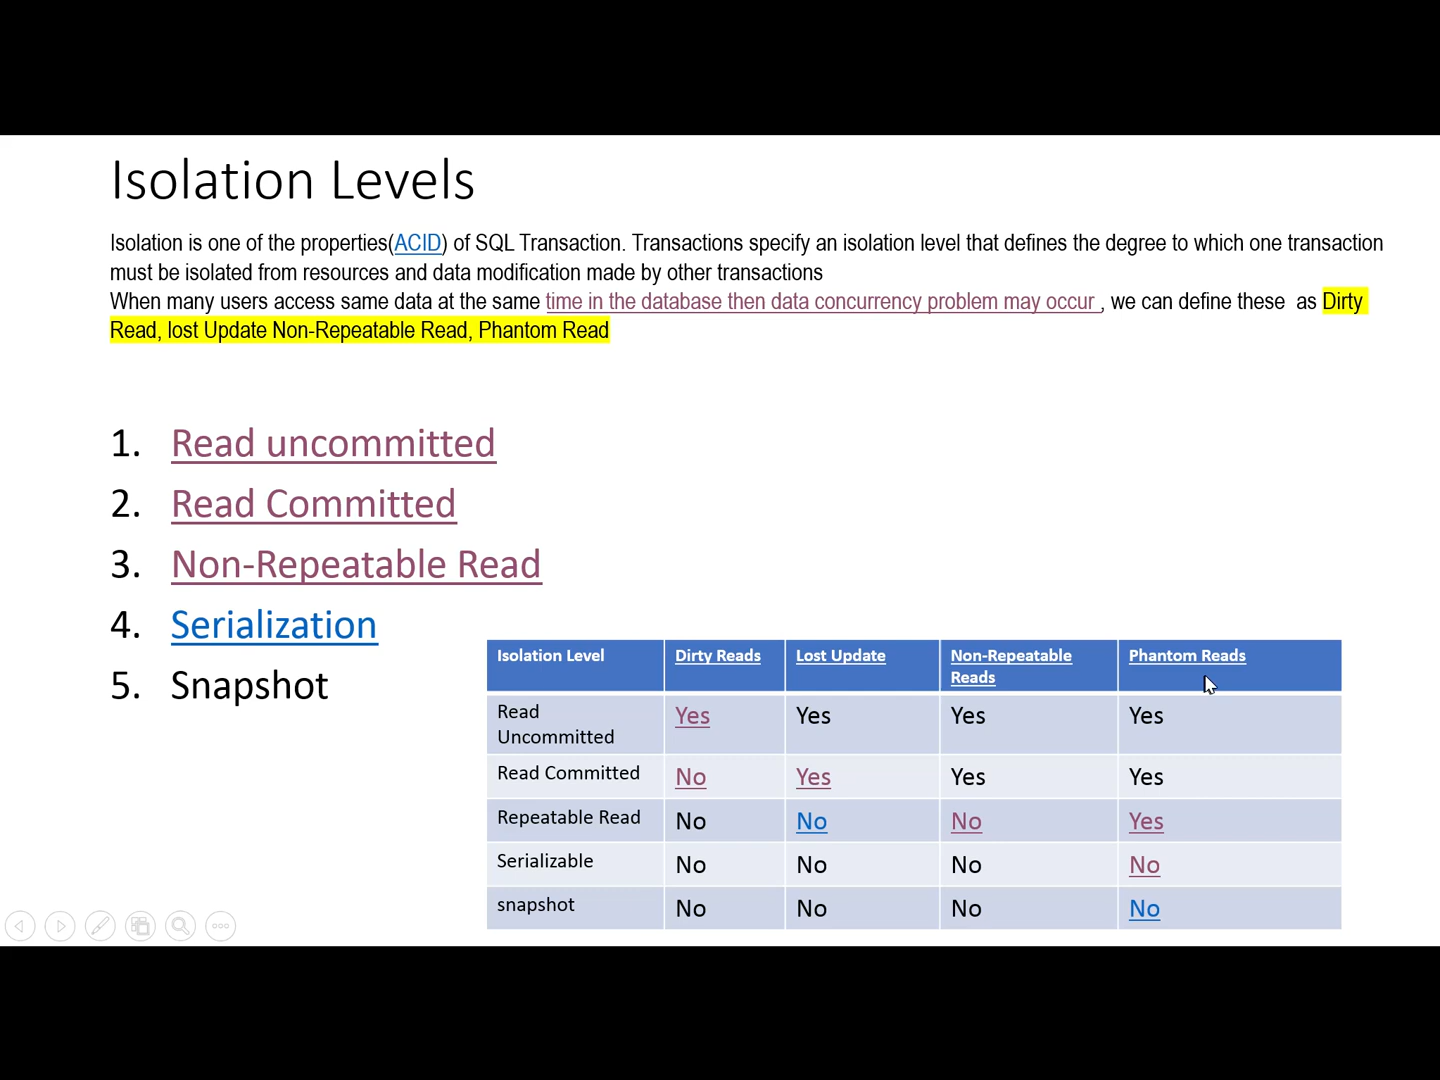 Isolation Levels
Isolation is one of the properties(ACID) of SQL Transaction. Transactions specify an isolation level that defines the degree to which one transaction
must be isolated from resources and data modification made by other transactions
When many users access same data at the same time in the database then data concurrency problem may occur , we can define these  as Dirty
Read, lost Update Non-Repeatable Read, Phantom Read
1. Read uncommitted
2. Read Committed
3. Non-Repeatable Read
4. Serialization
5. Snapshot
Isolation Level Dirty Reads Lost Update Non-Repeatable Reads Phantom Reads
Read Uncommitted Yes Yes Yes Yes
Read Committed No Yes Yes Yes
Repeatable Read No No No Yes
Serializable No No No No
snapshot No No No No